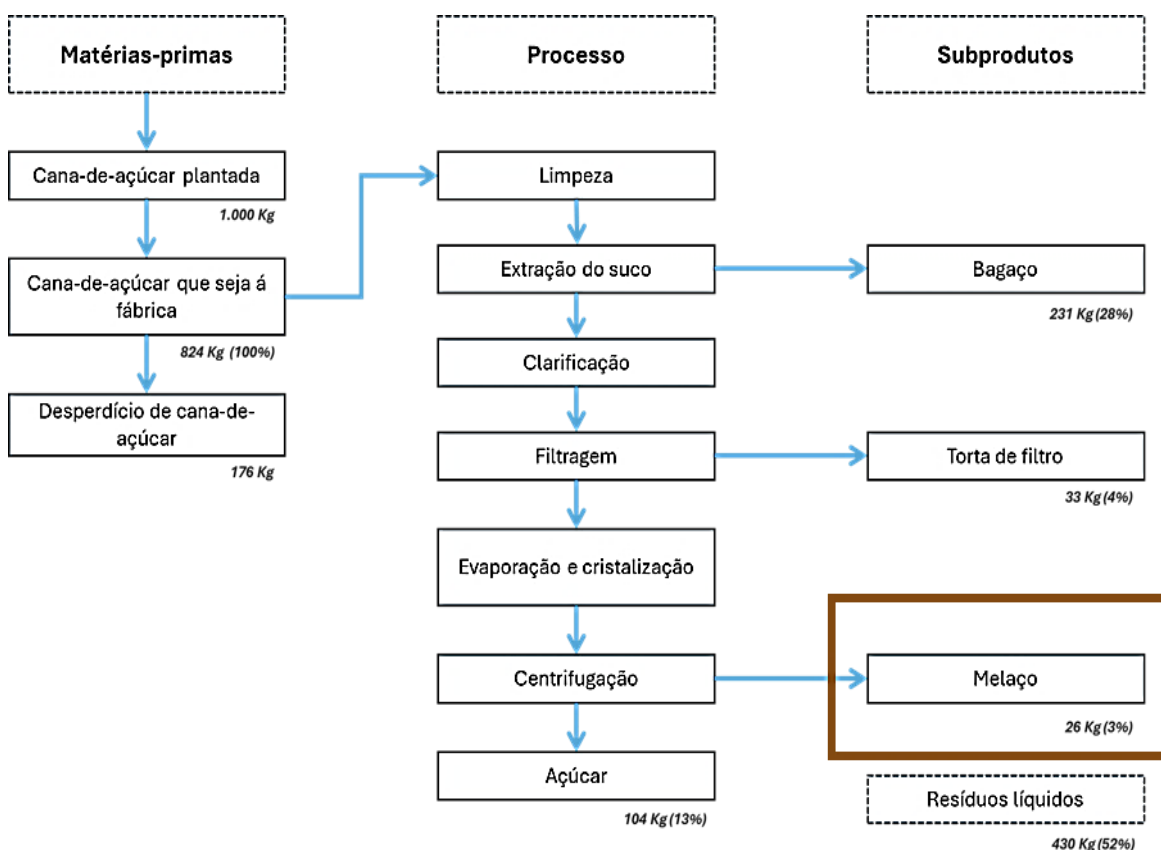 Matérias-primas
Cana-de-açúcar plantada
1.000 Kg
Cana-de-açúcar que seja á
fábrica
824 Kg (100%)
Desperdício de cana-de-
açúcar
176 Kg
Processo
Limpeza
Extração do suco
Clarificação
Filtragem
Evaporação e cristalização
Centrifugação
Açúcar
104 Kg (13%)
Subprodutos
Bagaço
231 Kg (28%)
Torta de filtro
33 Kg (4%)
Melaço
26 Kg (3%)
Resíduos líquidos
430 Kg (52%)